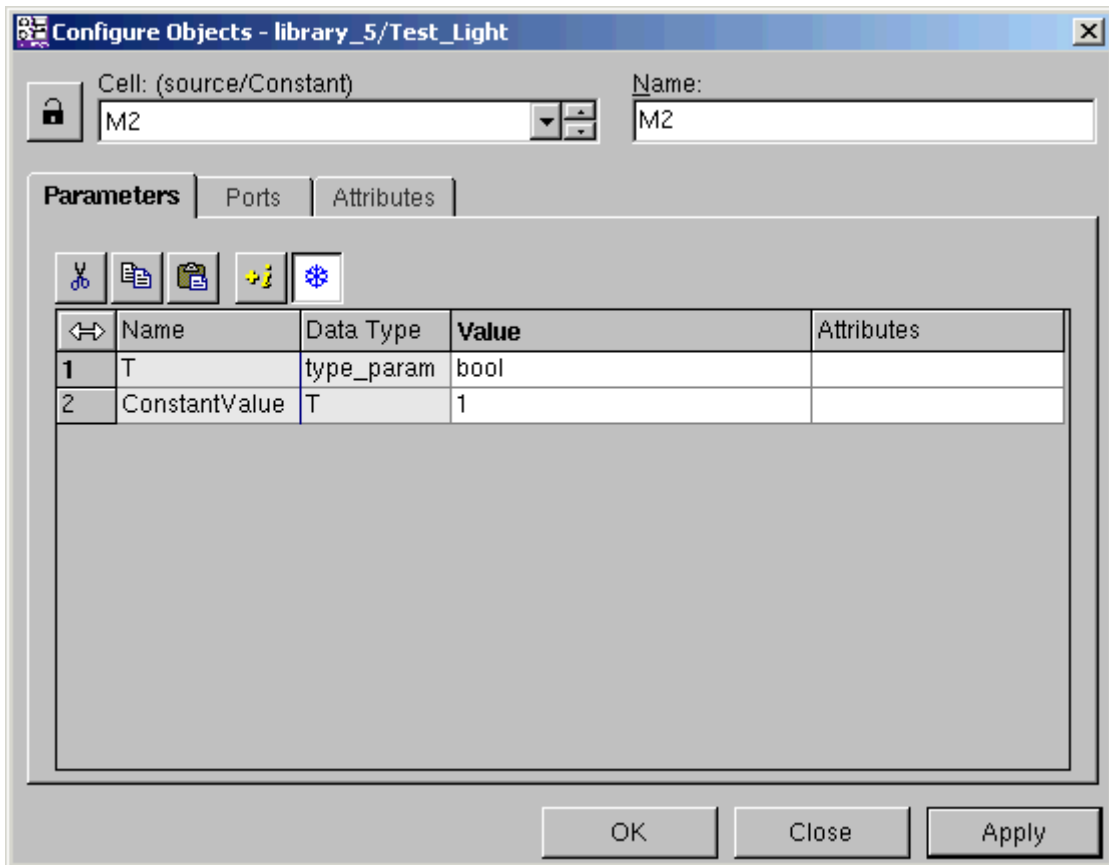 Configure Objects - library_5/Test_Light
Cell: (source/Constant)
Name:
M2
M2
Parameters
Ports
Attributes
Name Data Type Value Attributes
1 T type_param bool
2 ConstantValue T 1
OK
Close
Apply